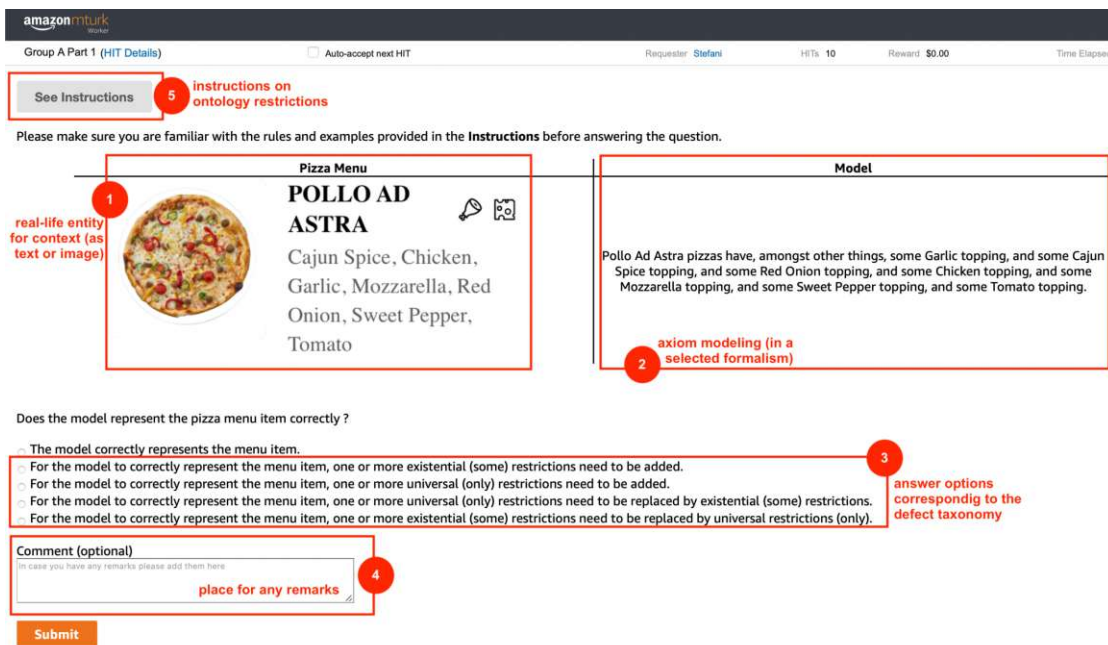 amazonmturk
Worker
Group A Part 1 (HIT Details)
Auto-accept next HIT
Requester Stefani
HITs 10
Reward $0.00
Time Elapsed
See Instructions
5
instructions on
ontology restrictions
Please make sure you are familiar with the rules and examples provided in the Instructions before answering the question.
Pizza Menu
Model
1
real-life entity
for context (as
text or image)
POLLO AD
ASTRA
Cajun Spice, Chicken,
Garlic, Mozzarella, Red
Onion, Sweet Pepper,
Tomato
Pollo Ad Astra pizzas have, amongst other things, some Garlic topping, and some Cajun
Spice topping, and some Red Onion topping, and some Chicken topping, and some
Mozzarella topping, and some Sweet Pepper topping, and some Tomato topping.
2
axiom modeling (in a
selected formalism)
Does the model represent the pizza menu item correctly ?
The model correctly represents the menu item.
For the model to correctly represent the menu item, one or more existential (some) restrictions need to be added.
For the model to correctly represent the menu item, one or more universal (only) restrictions need to be added.
For the model to correctly represent the menu item, one or more universal (only) restrictions need to be replaced by existential (some) restrictions.
For the model to correctly represent the menu item, one or more existential (some) restrictions need to be replaced by universal restrictions (only).
3
answer options
correspondig to the
defect taxonomy
Comment (optional)
In case you have any remarks please add them here
place for any remarks
4
Submit